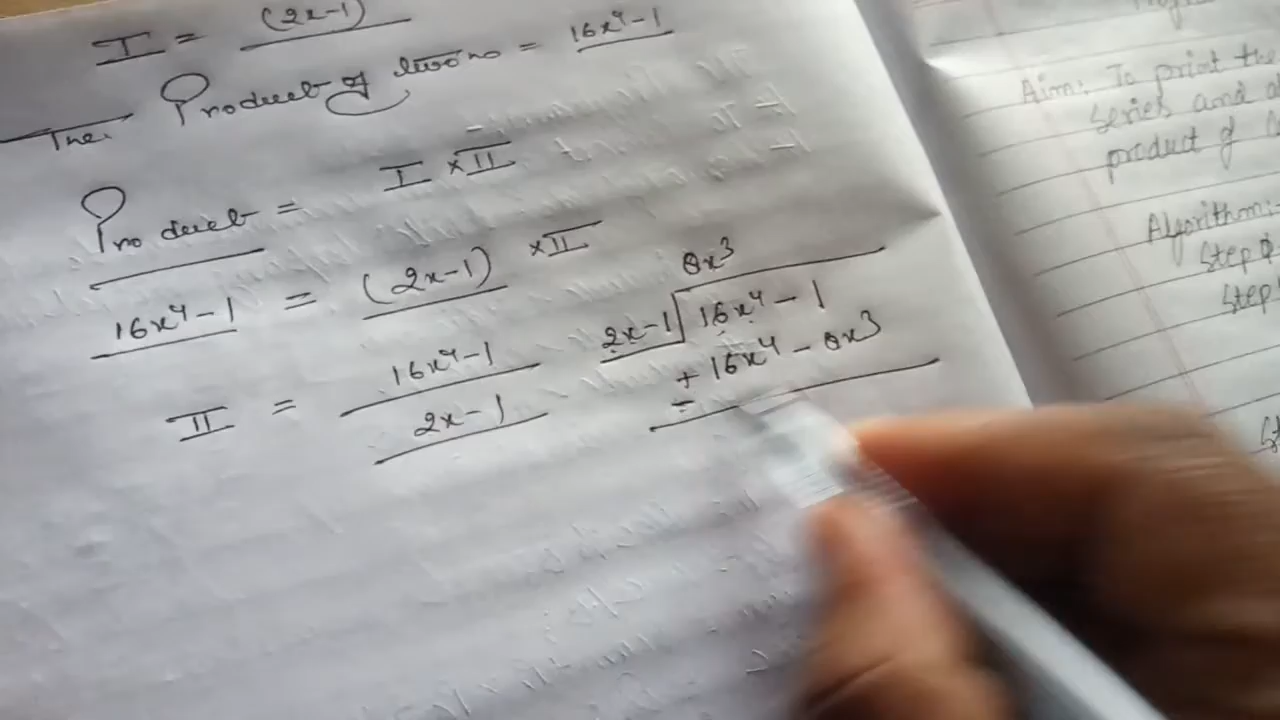 I = (2x-1)
The. Product of two no = 16x⁴-1
Product = I × II
16x⁴-1 = (2x-1) × II
II = 16x⁴-1
2x-1
8x³
2x-1 16x⁴-1
+ 16x⁴ - 8x³
-
Aim: To print the
series and
product of
Algorithm:
Step
Step